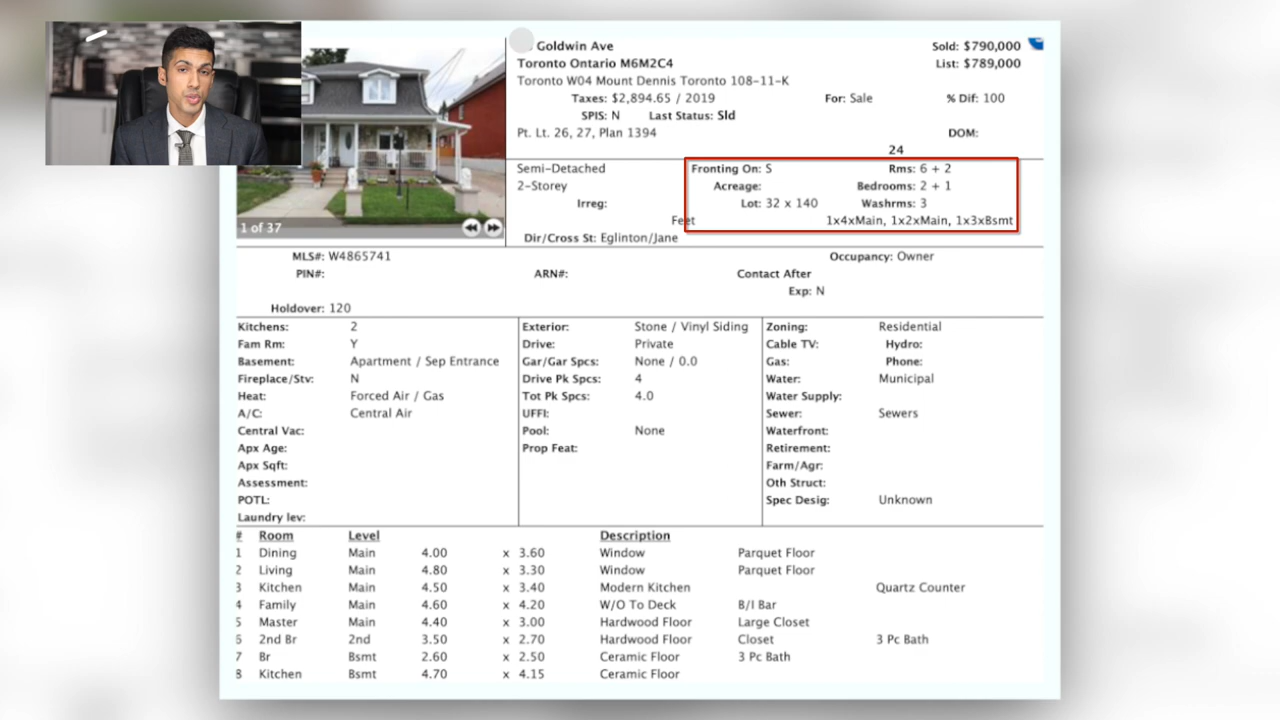 Goldwin Ave Sold: $790,000
Toronto Ontario M6M2C4 List: $789,000
Toronto W04 Mount Dennis Toronto 108-11-K
Taxes: $2,894.65 / 2019 For: Sale % Dif: 100
SPIS: N Last Status: Sld
Pt. Lt. 26, 27, Plan 1394 DOM:
24
Semi-Detached Fronting On: S Rms: 6 + 2
2-Storey Acreage: Bedrooms: 2 + 1
Irreg: Lot: 32 x 140 Washrms: 3
Feet 1x4xMain, 1x2xMain, 1x3xBsmt
1 of 37
Dir/Cross St: Eglinton/Jane
MLS#: W4865741 Occupancy: Owner
PIN#: ARN#: Contact After
Exp: N
Holdover: 120
Kitchens: 2 Exterior: Stone / Vinyl Siding Zoning: Residential
Fam Rm: Y Drive: Private Cable TV: Hydro:
Basement: Apartment / Sep Entrance Gar/Gar Spcs: None / 0.0 Gas: Phone:
Fireplace/Stv: N Drive Pk Spcs: 4 Water: Municipal
Heat: Forced Air / Gas Tot Pk Spcs: 4.0 Water Supply:
A/C: Central Air UFFI: Sewer: Sewers
Central Vac: Pool: None Waterfront:
Apx Age: Prop Feat: Retirement:
Apx Sqft: Farm/Agr:
Assessment: Oth Struct:
POTL: Spec Desig: Unknown
Laundry lev:
# Room Level Description
1 Dining Main 4.00 x 3.60 Window Parquet Floor
2 Living Main 4.80 x 3.30 Window Parquet Floor
3 Kitchen Main 4.50 x 3.40 Modern Kitchen Quartz Counter
4 Family Main 4.60 x 4.20 W/O To Deck B/I Bar
5 Master Main 4.40 x 3.00 Hardwood Floor Large Closet
6 2nd Br 2nd 3.50 x 2.70 Hardwood Floor Closet 3 Pc Bath
7 Br Bsmt 2.60 x 2.50 Ceramic Floor 3 Pc Bath
8 Kitchen Bsmt 4.70 x 4.15 Ceramic Floor